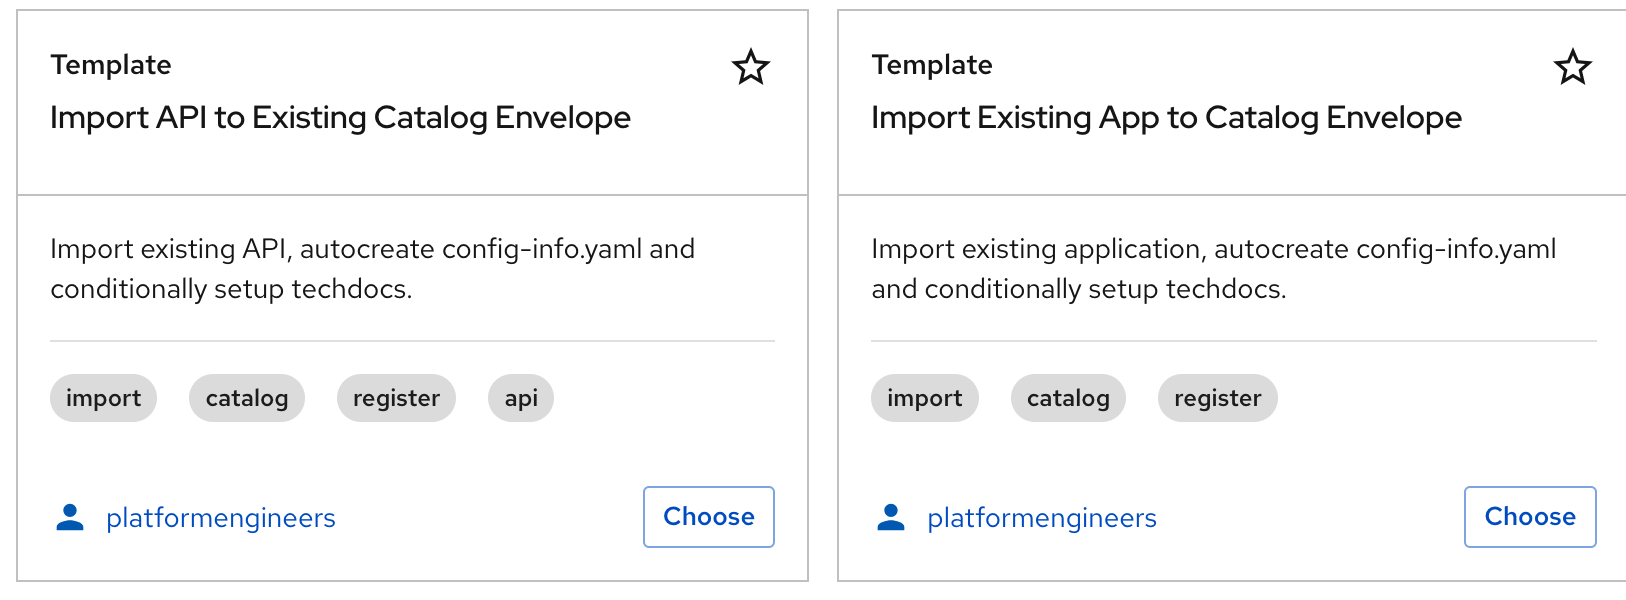 Template
Import API to Existing Catalog Envelope
Import existing API, autocreate config-info.yaml and
conditionally setup techdocs.
import catalog register api
platformengineers Choose
Template
Import Existing App to Catalog Envelope
Import existing application, autocreate config-info.yaml
and conditionally setup techdocs.
import catalog register
platformengineers Choose